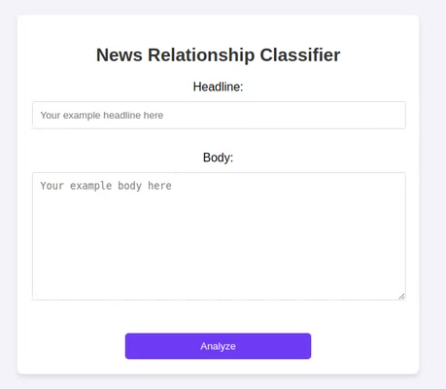 News Relationship Classifier
Headline:
Your example headline here
Body:
Your example body here
Analyze